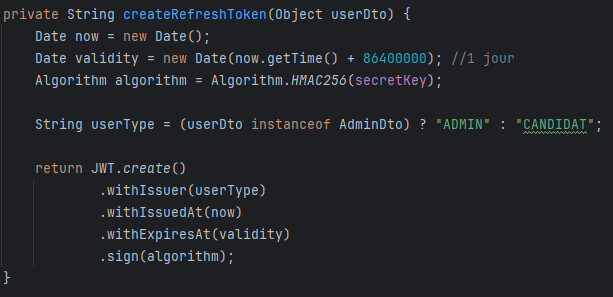 private String createRefreshToken(Object userDto) {
    Date now = new Date();
    Date validity = new Date(now.getTime() + 86400000); //1 jour
    Algorithm algorithm = Algorithm.HMAC256(secretKey);

    String userType = (userDto instanceof AdminDto) ? "ADMIN" : "CANDIDAT";

    return JWT.create()
            .withIssuer(userType)
            .withIssuedAt(now)
            .withExpiresAt(validity)
            .sign(algorithm);
}